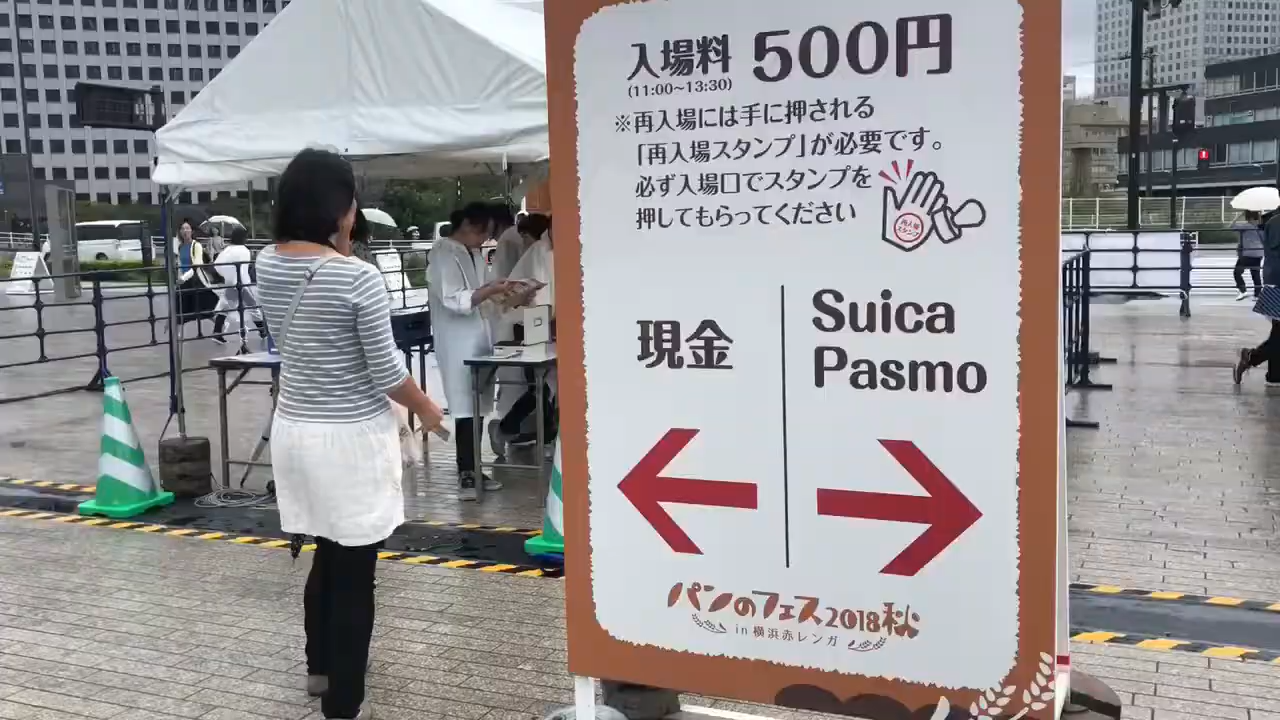 入場料 500円
(11:00~13:30)
※再入場には手に押される
「再入場スタンプ」が必要です。
必ず入場口でスタンプを
押してもらってください
再入場
スタンプ
現金
Suica
Pasmo
パンのフェス2018秋
in 横浜赤レンガ